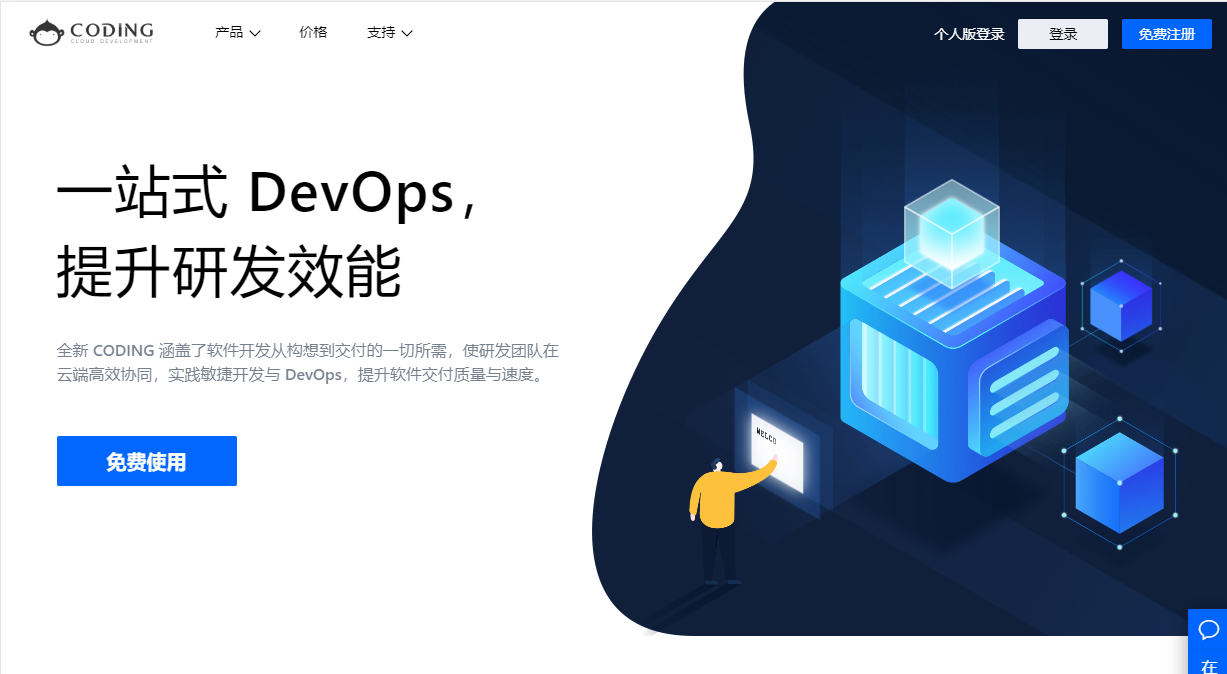 CODING
CLOUD DEVELOPMENT
产品
价格
支持
个人版登录
登录
免费注册
一站式 DevOps，
提升研发效能
全新 CODING 涵盖了软件开发从构想到交付的一切所需，使研发团队在
云端高效协同，实践敏捷开发与 DevOps，提升软件交付质量与速度。
免费使用
WELCO
在